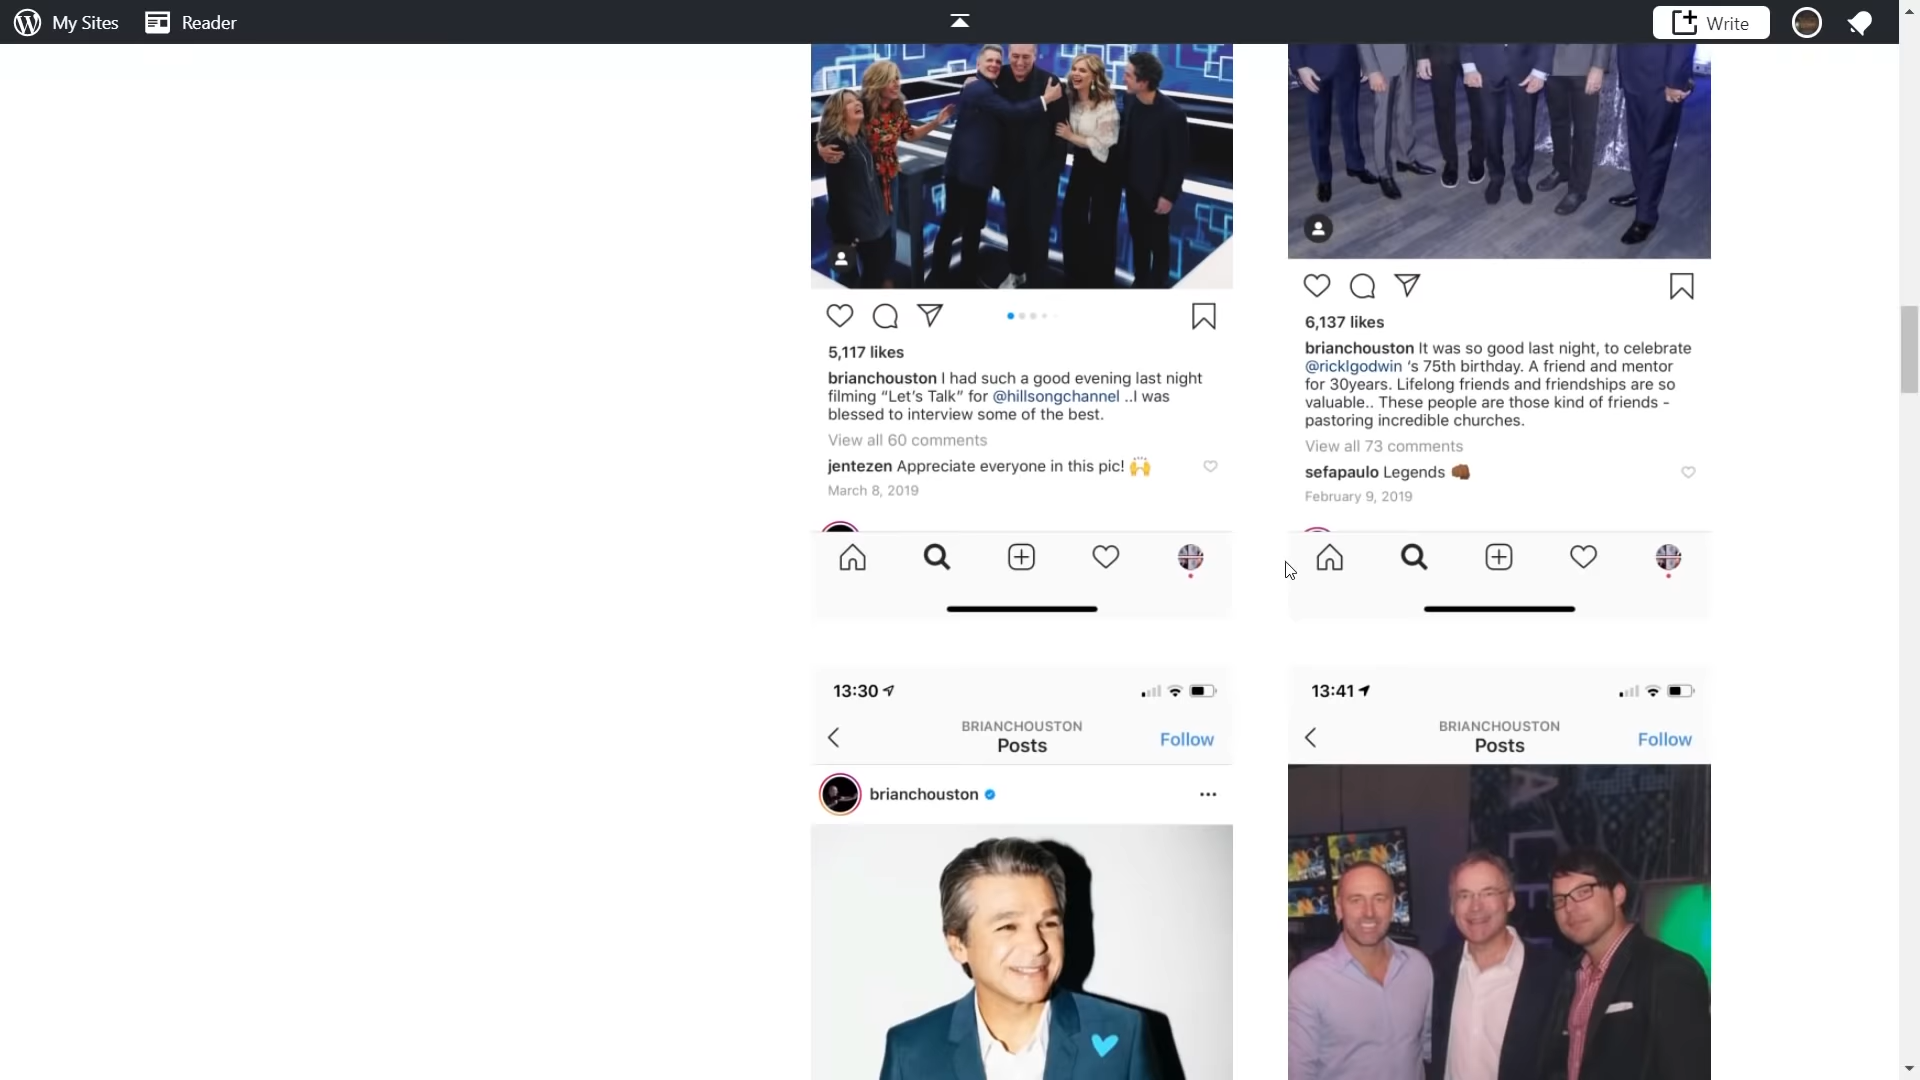 My Sites
Reader
Write
5,117 likes
brianchouston I had such a good evening last night
filming “Let’s Talk” for @hillsongchannel ..I was
blessed to interview some of the best.
View all 60 comments
jentezen Appreciate everyone in this pic! 🙌
March 8, 2019
6,137 likes
brianchouston It was so good last night, to celebrate
@ricklgodwin ‘s 75th birthday. A friend and mentor
for 30years. Lifelong friends and friendships are so
valuable.. These people are those kind of friends -
pastoring incredible churches.
View all 73 comments
sefapaulo Legends 👊🏾
February 9, 2019
13:30
BRIANCHOUSTON
Posts
Follow
brianchouston
13:41
BRIANCHOUSTON
Posts
Follow